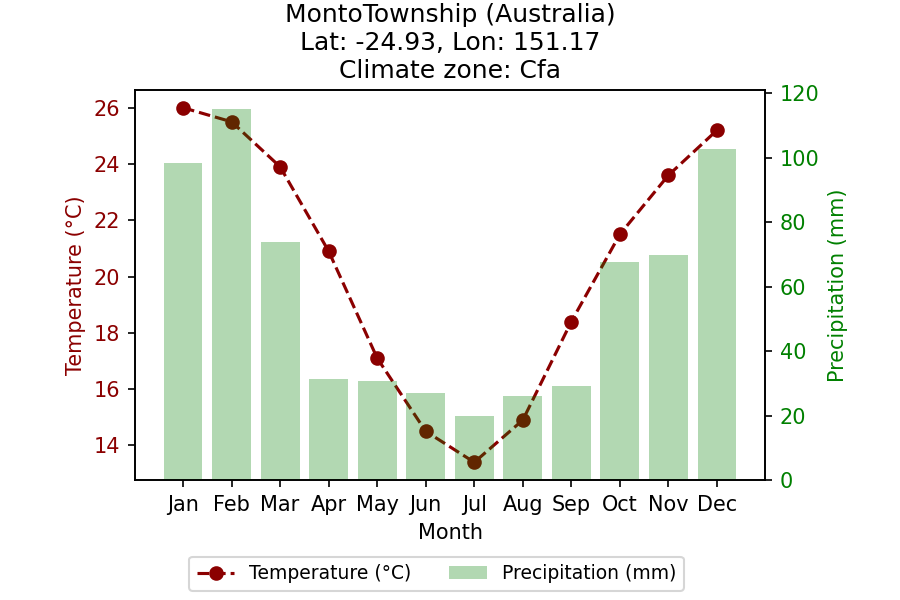 MontoTownship (Australia)
Lat: -24.93, Lon: 151.17
Climate zone: Cfa
Temperature (°C)
26
24
22
20
18
16
14
120
100
80
60
40
20
0
Precipitation (mm)
Jan Feb Mar Apr May Jun Jul Aug Sep Oct Nov Dec
Month
Temperature (°C) Precipitation (mm)